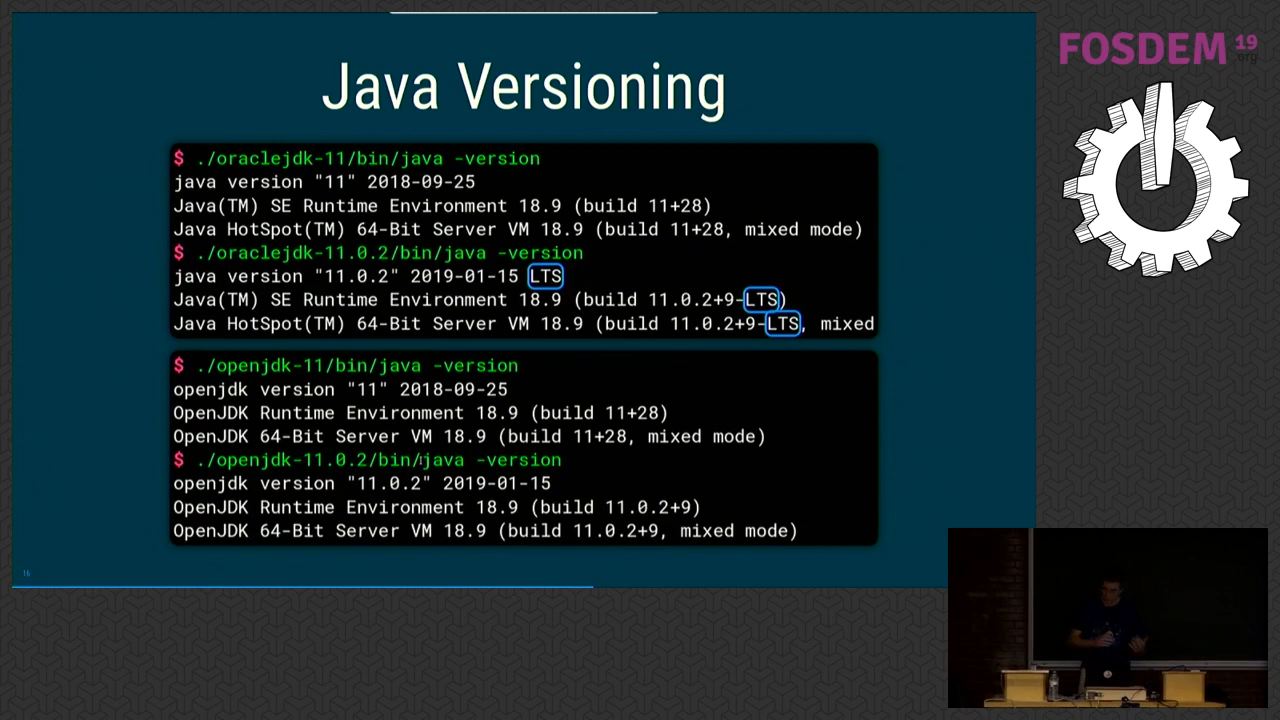 FOSDEM 19
.org
Java Versioning
$ ./oraclejdk-11/bin/java -version
java version "11" 2018-09-25
Java(TM) SE Runtime Environment 18.9 (build 11+28)
Java HotSpot(TM) 64-Bit Server VM 18.9 (build 11+28, mixed mode)
$ ./oraclejdk-11.0.2/bin/java -version
java version "11.0.2" 2019-01-15 LTS
Java(TM) SE Runtime Environment 18.9 (build 11.0.2+9-LTS)
Java HotSpot(TM) 64-Bit Server VM 18.9 (build 11.0.2+9-LTS, mixed
$ ./openjdk-11/bin/java -version
openjdk version "11" 2018-09-25
OpenJDK Runtime Environment 18.9 (build 11+28)
OpenJDK 64-Bit Server VM 18.9 (build 11+28, mixed mode)
$ ./openjdk-11.0.2/bin/java -version
openjdk version "11.0.2" 2019-01-15
OpenJDK Runtime Environment 18.9 (build 11.0.2+9)
OpenJDK 64-Bit Server VM 18.9 (build 11.0.2+9, mixed mode)
16